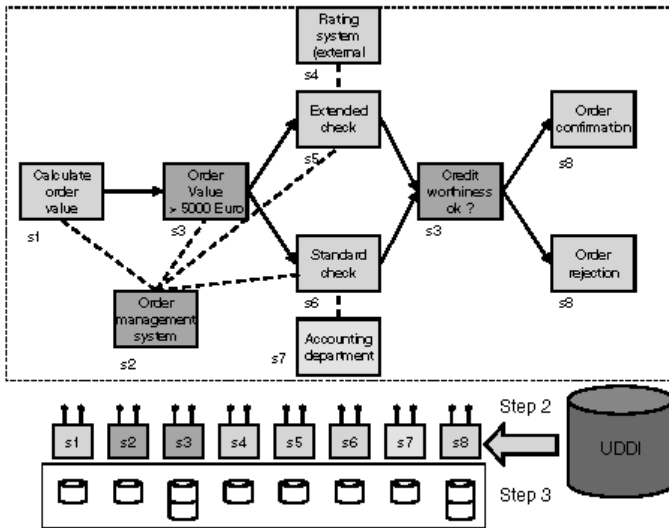 Rating
system
(external
s4
Extended
check
s5
Order
confirmation
s8
Calculate
order
value
s1
Order
Value
> 5000 Euro
s3
Credit
worthiness
ok ?
s3
Standard
check
s6
Order
rejection
s8
Order
management
system
s2
s7
Accounting
department
Step 2
UDDI
s1 s2 s3 s4 s5 s6 s7 s8
Step 3